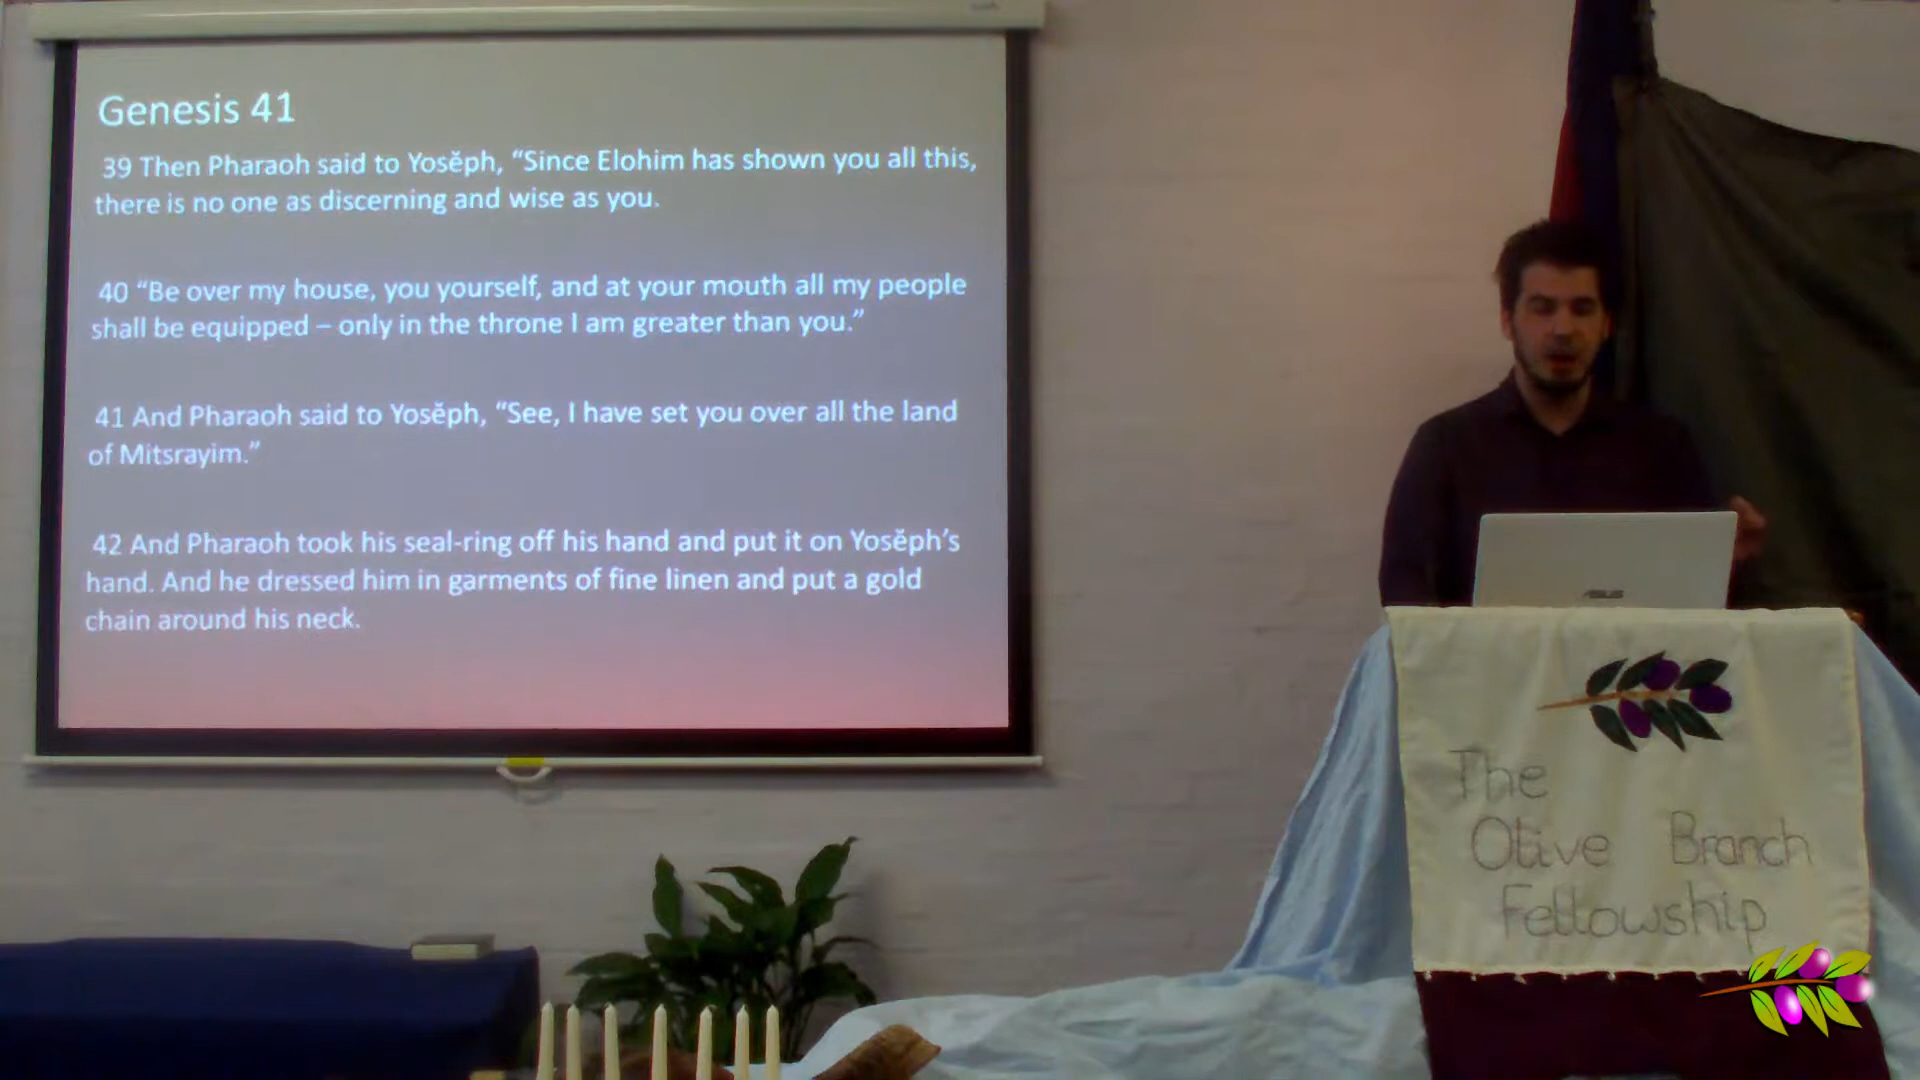 Genesis 41
39 Then Pharaoh said to Yosĕph, “Since Elohim has shown you all this,
there is no one as discerning and wise as you.
40 “Be over my house, you yourself, and at your mouth all my people
shall be equipped – only in the throne I am greater than you.”
41 And Pharaoh said to Yosĕph, “See, I have set you over all the land
of Mitsrayim.”
42 And Pharaoh took his seal-ring off his hand and put it on Yosĕph’s
hand. And he dressed him in garments of fine linen and put a gold
chain around his neck.
ASUS
The
Olive Branch
Fellowship